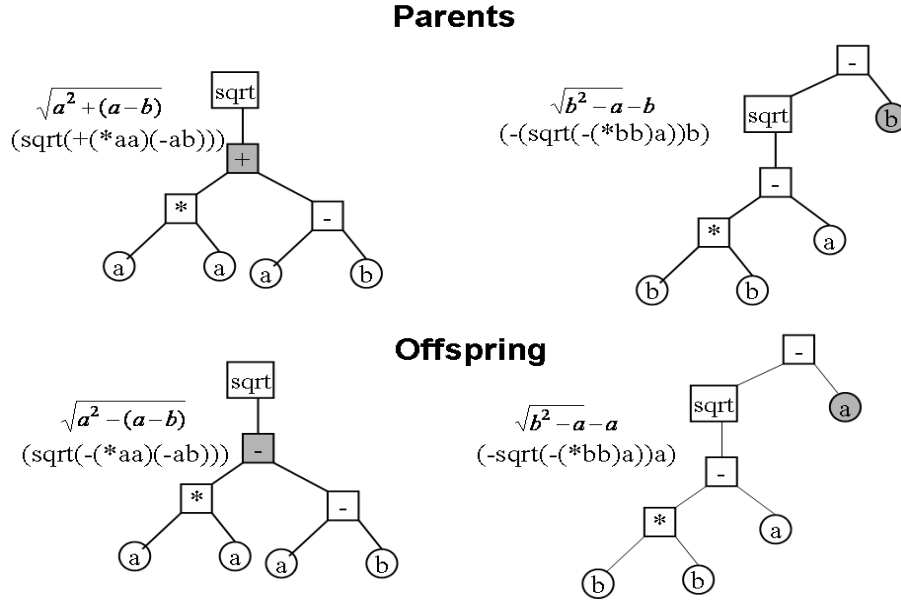 Parents
√a² + (a − b)
(sqrt(+(*aa)(-ab)))
sqrt
+
*
-
a
a
a
b
√b² − a − b
(-(sqrt(-(*bb)a))b)
-
sqrt
b
-
*
a
b
b
Offspring
√a² − (a − b)
(sqrt(-(*aa)(-ab)))
sqrt
-
*
-
a
a
a
b
√b² − a − a
(-sqrt(-(*bb)a))a)
-
sqrt
a
-
*
a
b
b